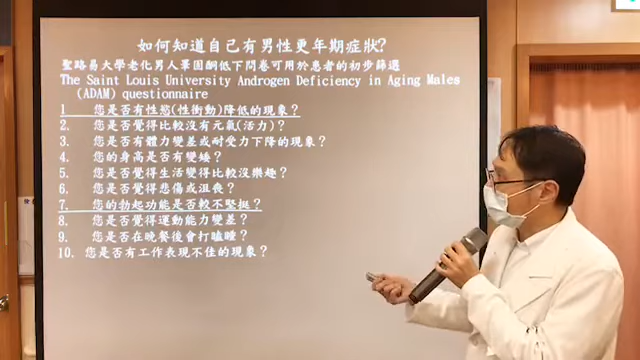 如何知道自己有男性更年期症狀?
聖路易大學老化男人睪固酮低下問卷可用於患者的初步篩選
The Saint Louis University Androgen Deficiency in Aging Males
(ADAM) questionnaire
1 您是否有性慾(性衝動)降低的現象?
2. 您是否覺得比較沒有元氣(活力)?
3. 您是否有體力變差或耐受力下降的現象?
4. 您的身高是否有變矮?
5. 您是否覺得生活變得比較沒樂趣?
6. 您是否覺得悲傷或沮喪?
7. 您的勃起功能是否較不堅挺?
8. 您是否覺得運動能力變差?
9. 您是否在晚餐後會打瞌睡?
10. 您是否有工作表現不佳的現象?